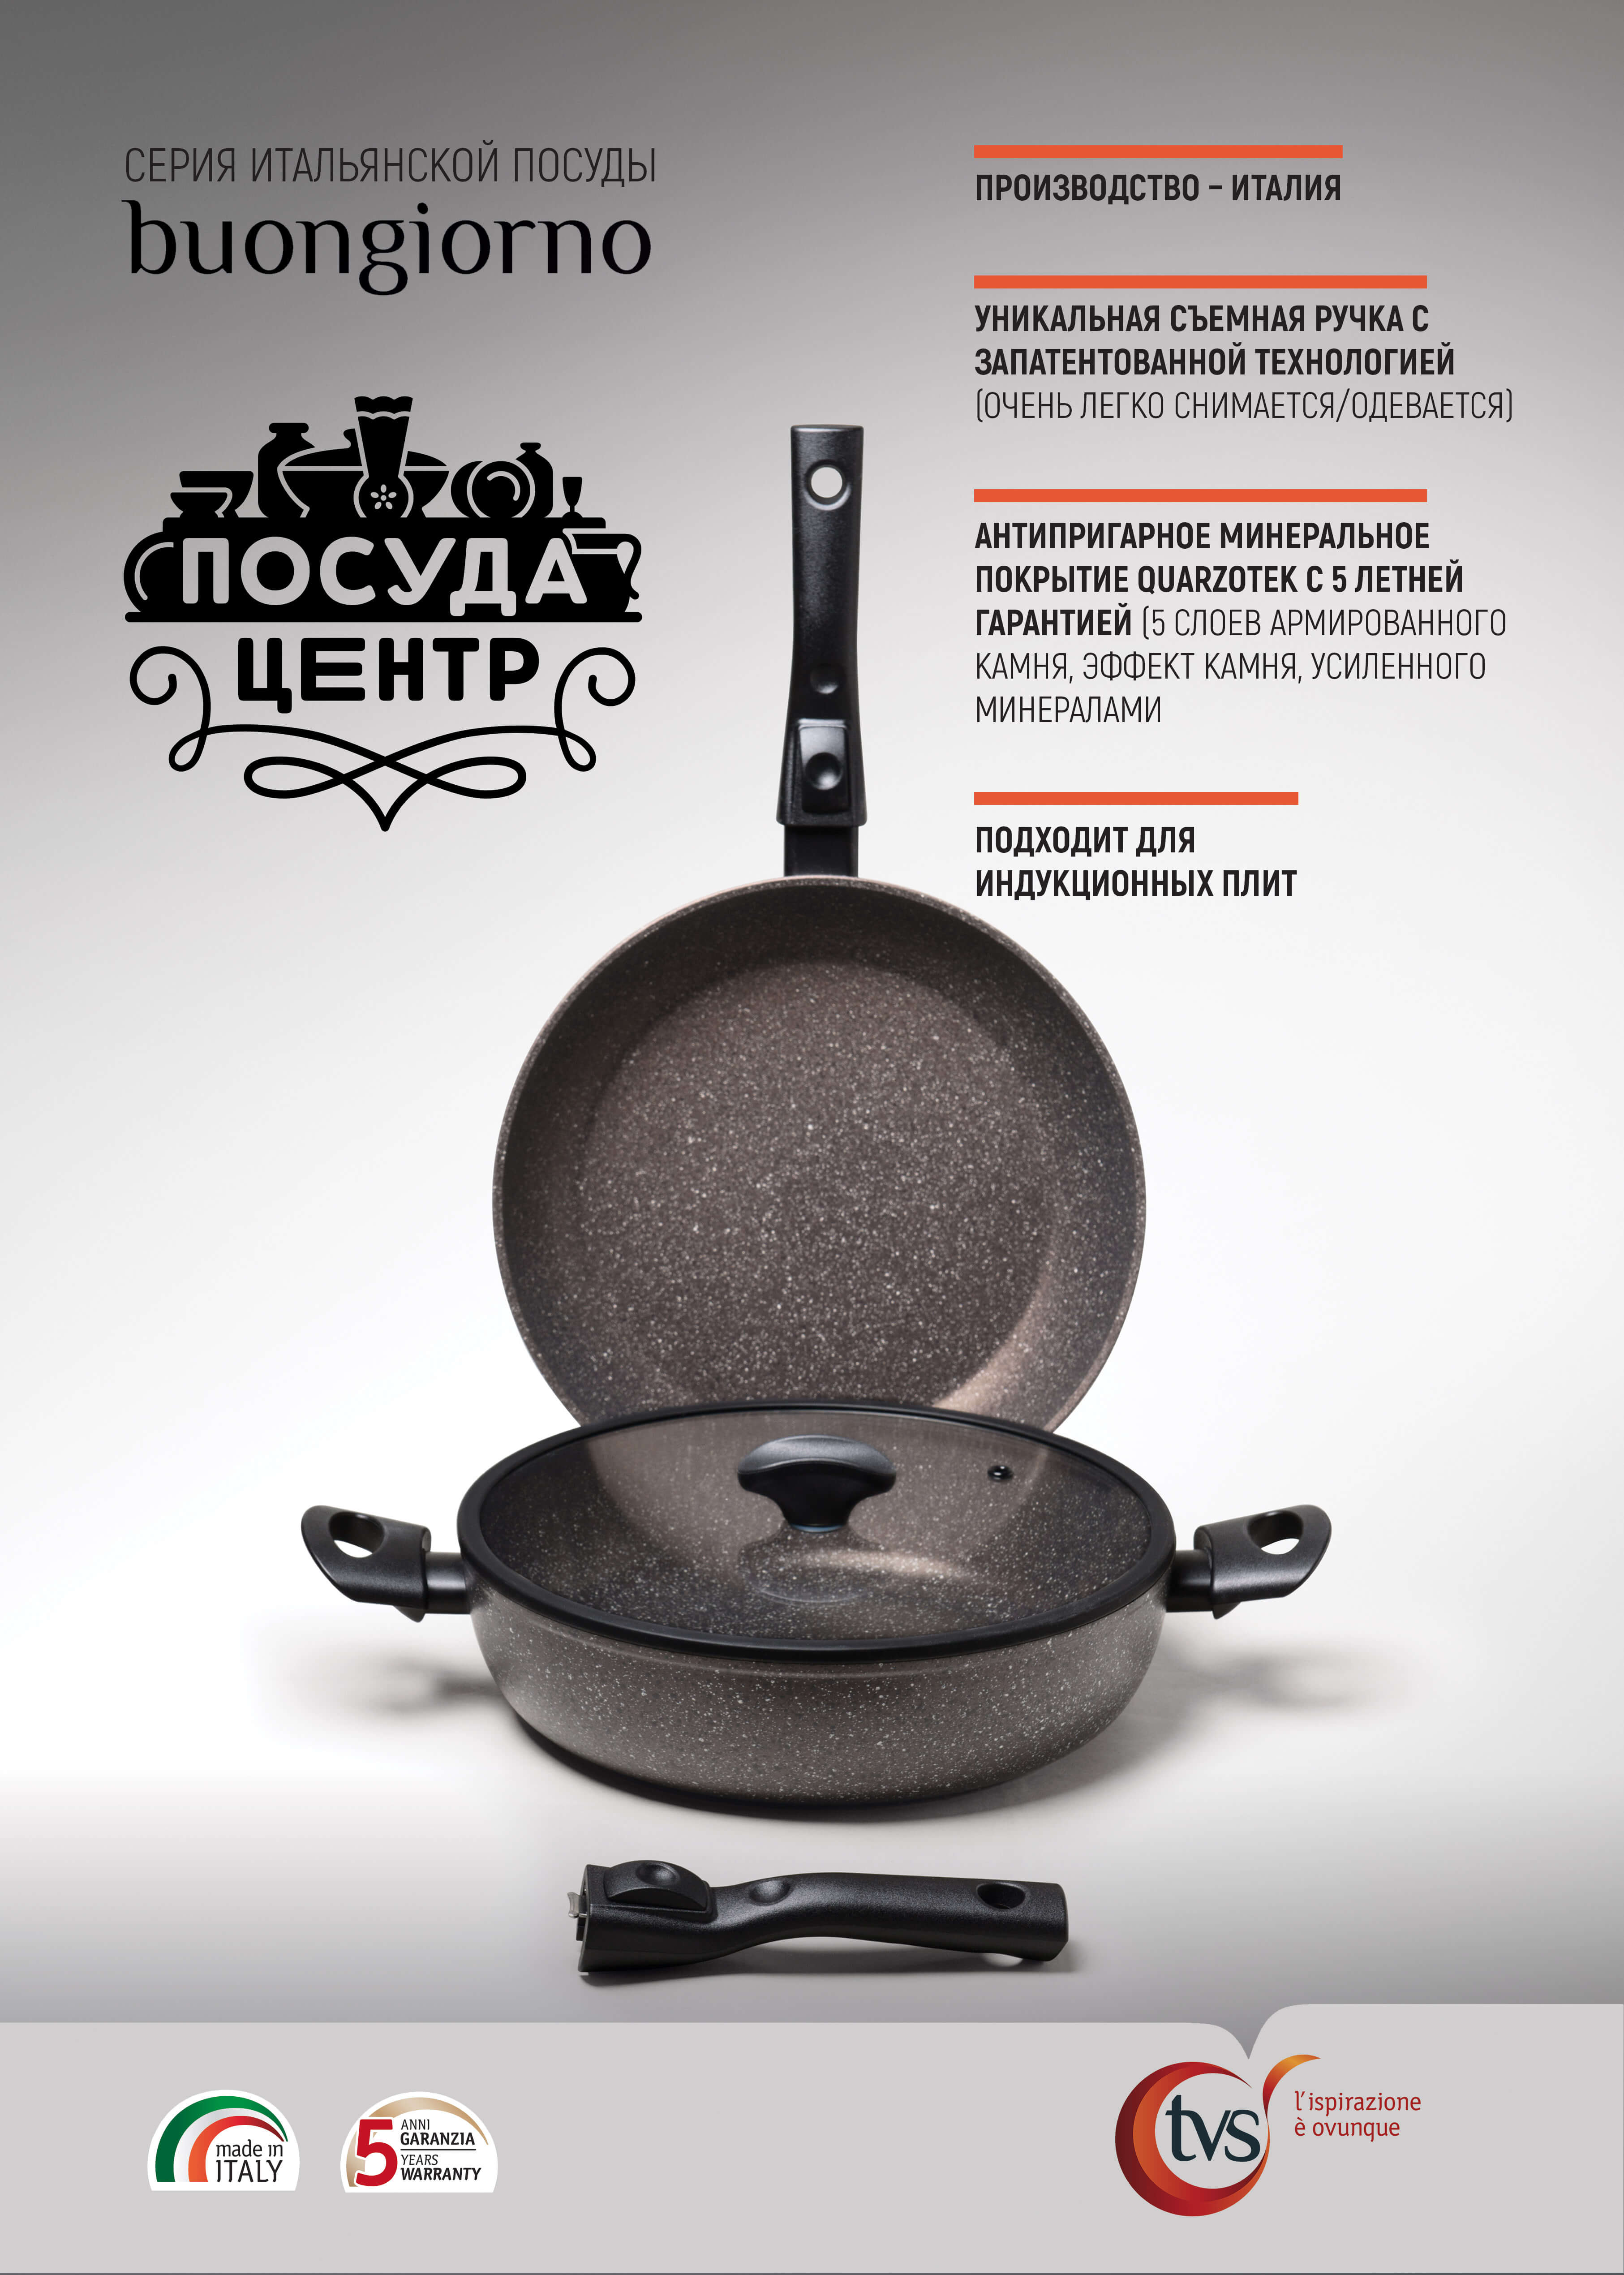 СЕРИЯ ИТАЛЬЯНСКОЙ ПОСУДЫ
buongiorno
ПОСУДА
ЦЕНТР
ПРОИЗВОДСТВО – ИТАЛИЯ
УНИКАЛЬНАЯ СЪЕМНАЯ РУЧКА С
ЗАПАТЕНТОВАННОЙ ТЕХНОЛОГИЕЙ
(ОЧЕНЬ ЛЕГКО СНИМАЕТСЯ/ОДЕВАЕТСЯ)
АНТИПРИГАРНОЕ МИНЕРАЛЬНОЕ
ПОКРЫТИЕ QUARZOTEK С 5 ЛЕТНЕЙ
ГАРАНТИЕЙ (5 СЛОЕВ АРМИРОВАННОГО
КАМНЯ, ЭФФЕКТ КАМНЯ, УСИЛЕННОГО
МИНЕРАЛАМИ
ПОДХОДИТ ДЛЯ
ИНДУКЦИОННЫХ ПЛИТ
made in
ITALY
5
ANNI
GARANZIA
YEARS
WARRANTY
tvs
l'ispirazione
è ovunque